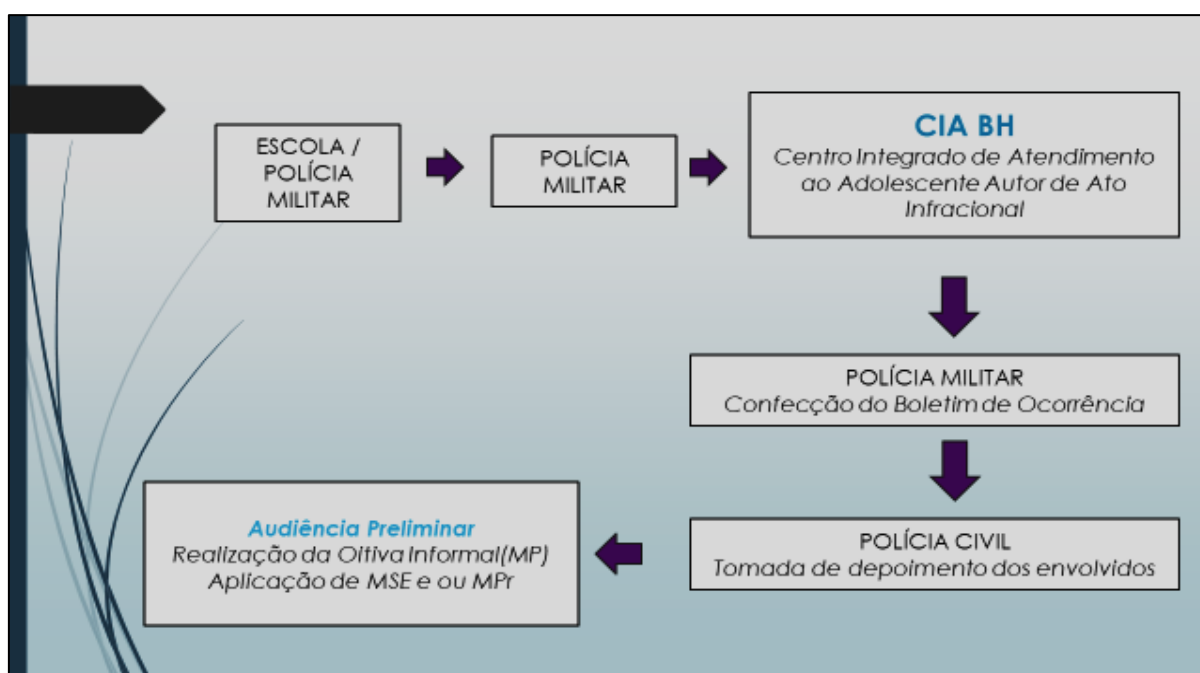 ESCOLA /
POLÍCIA
MILITAR
POLÍCIA
MILITAR
CIA BH
Centro Integrado de Atendimento
ao Adolescente Autor de Ato
Infracional
POLÍCIA MILITAR
Confecção do Boletim de Ocorrência
POLÍCIA CIVIL
Tomada de depoimento dos envolvidos
Audiência Preliminar
Realização da Oitiva Informal(MP)
Aplicação de MSE e ou MPr